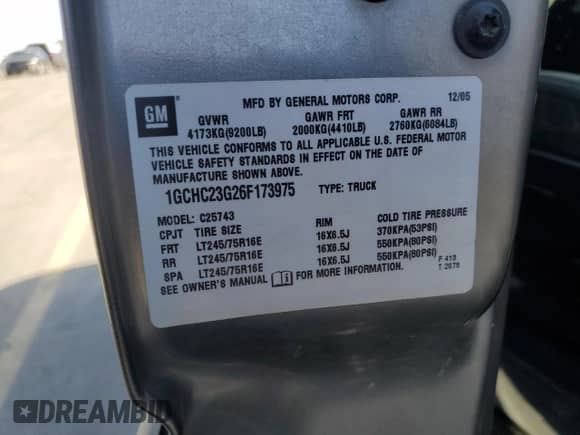 GM
MFD BY GENERAL MOTORS CORP. 12/05
GVWR GAWR FRT GAWR RR
4173KG(9200LB) 2000KG(4410LB) 2760KG(6084LB)
THIS VEHICLE CONFORMS TO ALL APPLICABLE U.S. FEDERAL MOTOR
VEHICLE SAFETY STANDARDS IN EFFECT ON THE DATE OF
MANUFACTURE SHOWN ABOVE.
1GCHC23G26F173975 TYPE: TRUCK
MODEL: C25743
CPJT TIRE SIZE RIM COLD TIRE PRESSURE
FRT LT245/75R16E 16X6.5J 370KPA(53PSI)
RR LT245/75R16E 16X6.5J 550KPA(80PSI)
SPA LT245/75R16E 16X6.5J 550KPA(80PSI)
SEE OWNER'S MANUAL FOR MORE INFORMATION.
F 413
T 2678
DREAMBID